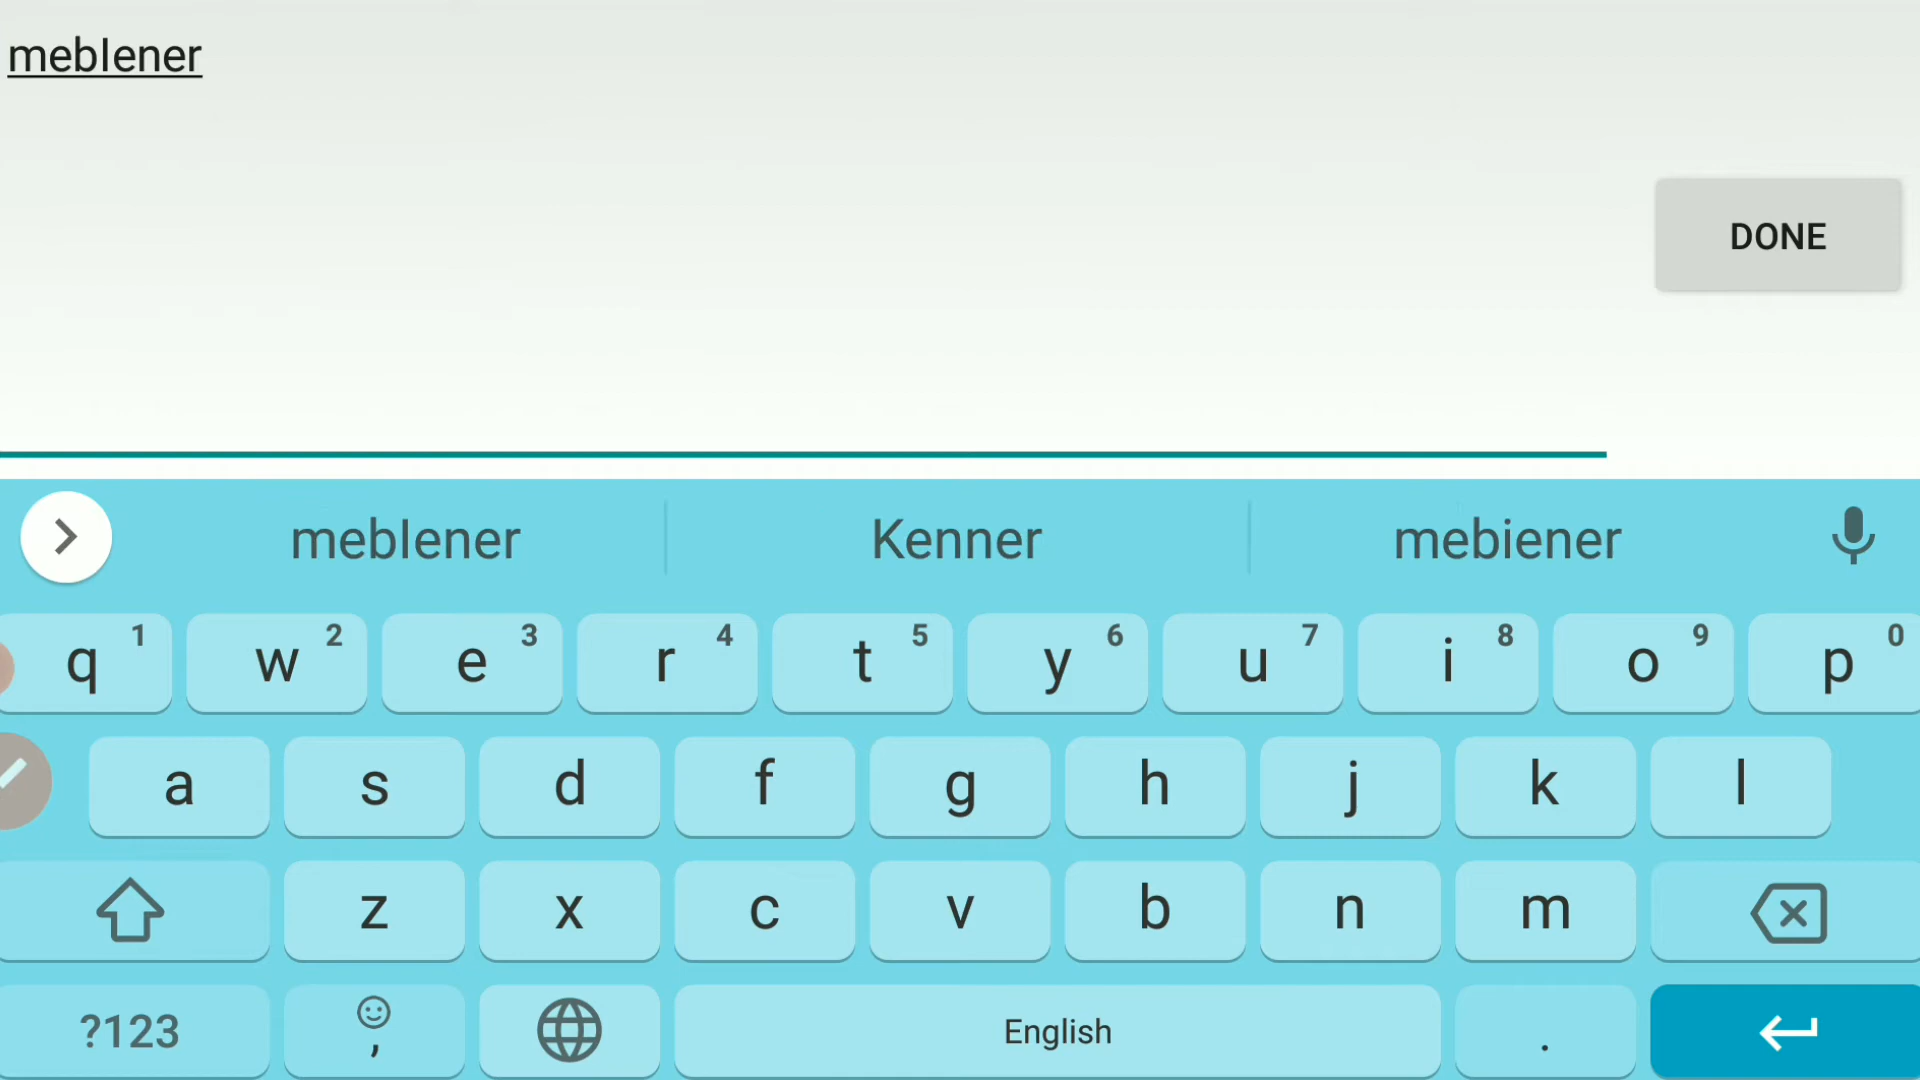 meblener
DONE
meblener Kenner mebiener
q 1 w 2 e 3 r 4 t 5 y 6 u 7 i 8 o 9 p 0
a s d f g h j k l
z x c v b n m
?123 , English .